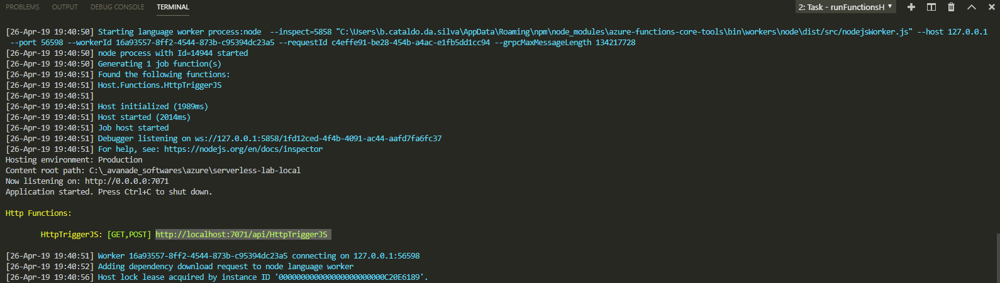 PROBLEMS OUTPUT DEBUG CONSOLE TERMINAL 2: Task - runFunctionsH
[26-Apr-19 19:40:50] Starting language worker process:node  --inspect=5858 "C:\Users\b.cataldo.da.silva\AppData\Roaming\npm\node_modules\azure-functions-core-tools\bin\workers\node\dist/src/nodejsWorker.js" --host 127.0.0.1
--port 56598 --workerId 16a93557-8ff2-4544-873b-c95394dc23a5 --requestId c4effe91-be28-454b-a4ac-e1fb5dd1cc94 --grpcMaxMessageLength 134217728
[26-Apr-19 19:40:50] node process with Id=14944 started
[26-Apr-19 19:40:50] Generating 1 job function(s)
[26-Apr-19 19:40:51] Found the following functions:
[26-Apr-19 19:40:51] Host.Functions.HttpTriggerJS
[26-Apr-19 19:40:51]
[26-Apr-19 19:40:51] Host initialized (1989ms)
[26-Apr-19 19:40:51] Host started (2014ms)
[26-Apr-19 19:40:51] Job host started
[26-Apr-19 19:40:51] Debugger listening on ws://127.0.0.1:5858/1fd12ced-4f4b-4091-ac44-aafd7fa6fc37
[26-Apr-19 19:40:51] For help, see: https://nodejs.org/en/docs/inspector
Hosting environment: Production
Content root path: C:\_avanade_softwares\azure\serverless-lab-local
Now listening on: http://0.0.0.0:7071
Application started. Press Ctrl+C to shut down.
Http Functions:
HttpTriggerJS: [GET,POST] http://localhost:7071/api/HttpTriggerJS
[26-Apr-19 19:40:51] Worker 16a93557-8ff2-4544-873b-c95394dc23a5 connecting on 127.0.0.1:56598
[26-Apr-19 19:40:52] Adding dependency download request to node language worker
[26-Apr-19 19:40:56] Host lock lease acquired by instance ID '000000000000000000000000C20E6189'.